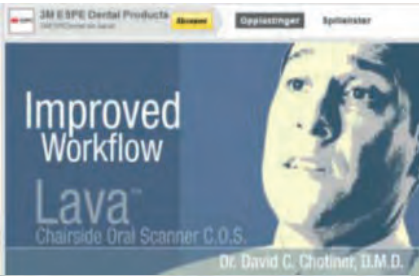 3M ESPE Dental Products
Abonner
Opplastinger
Spillelister
Improved
Workflow
Lava™
Chairside Oral Scanner C.O.S.
Dr. David C. Chotiner, D.M.D.